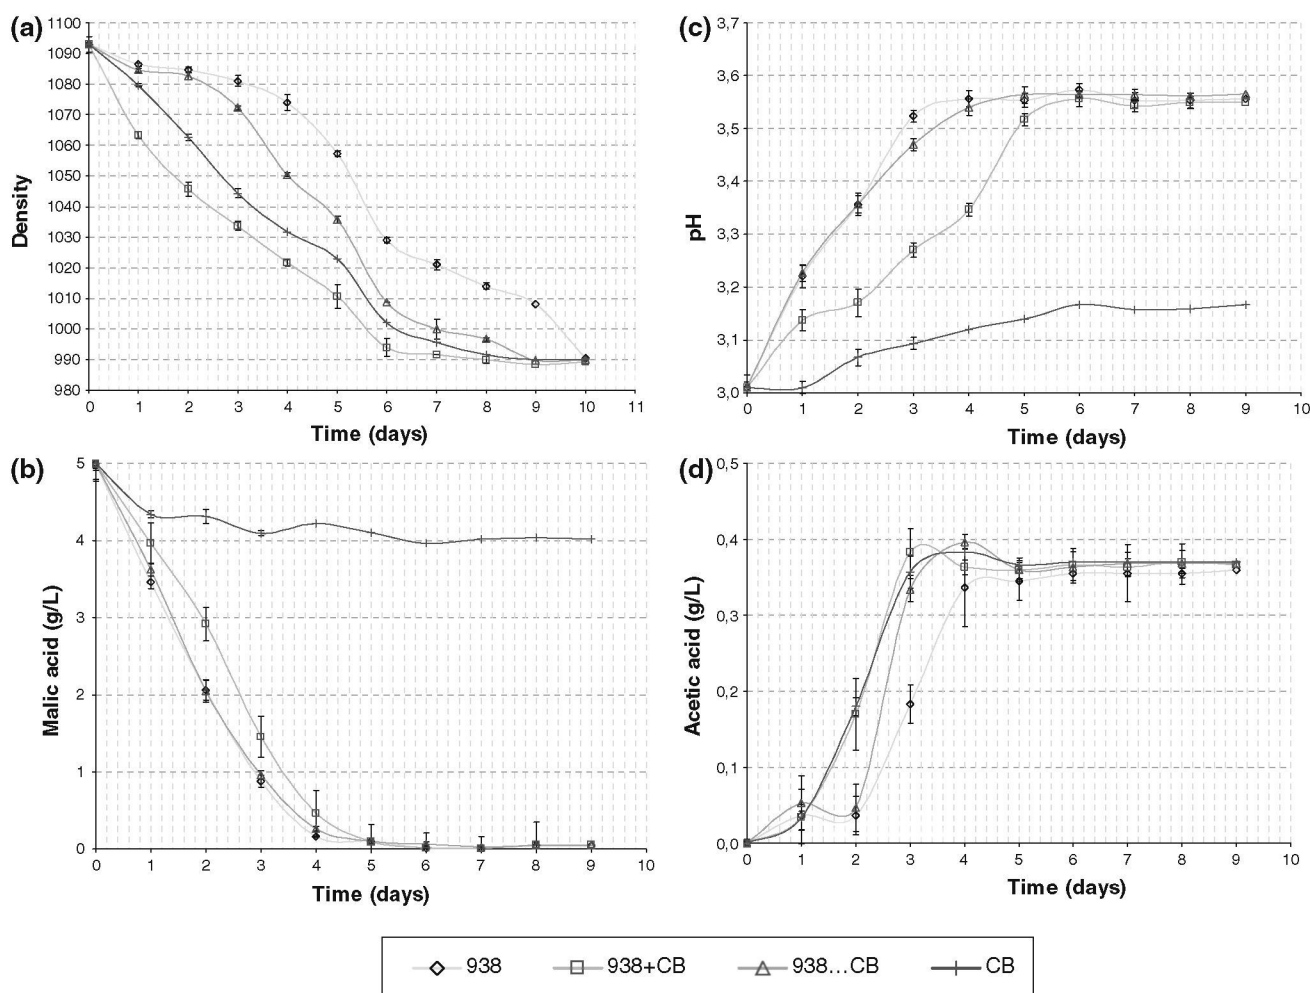 (a)
1100
1090
1080
1070
1060
1050
1040
1030
1020
1010
1000
990
980
Density
0 1 2 3 4 5 6 7 8 9 10 11
Time (days)
(c)
3,7
3,6
3,5
3,4
3,3
3,2
3,1
3,0
pH
0 1 2 3 4 5 6 7 8 9 10
Time (days)
(b)
5
4
3
2
1
0
Malic acid (g/L)
0 1 2 3 4 5 6 7 8 9 10
Time (days)
(d)
0,5
0,4
0,3
0,2
0,1
0,0
Acetic acid (g/L)
0 1 2 3 4 5 6 7 8 9 10
Time (days)
938 938+CB 938...CB CB